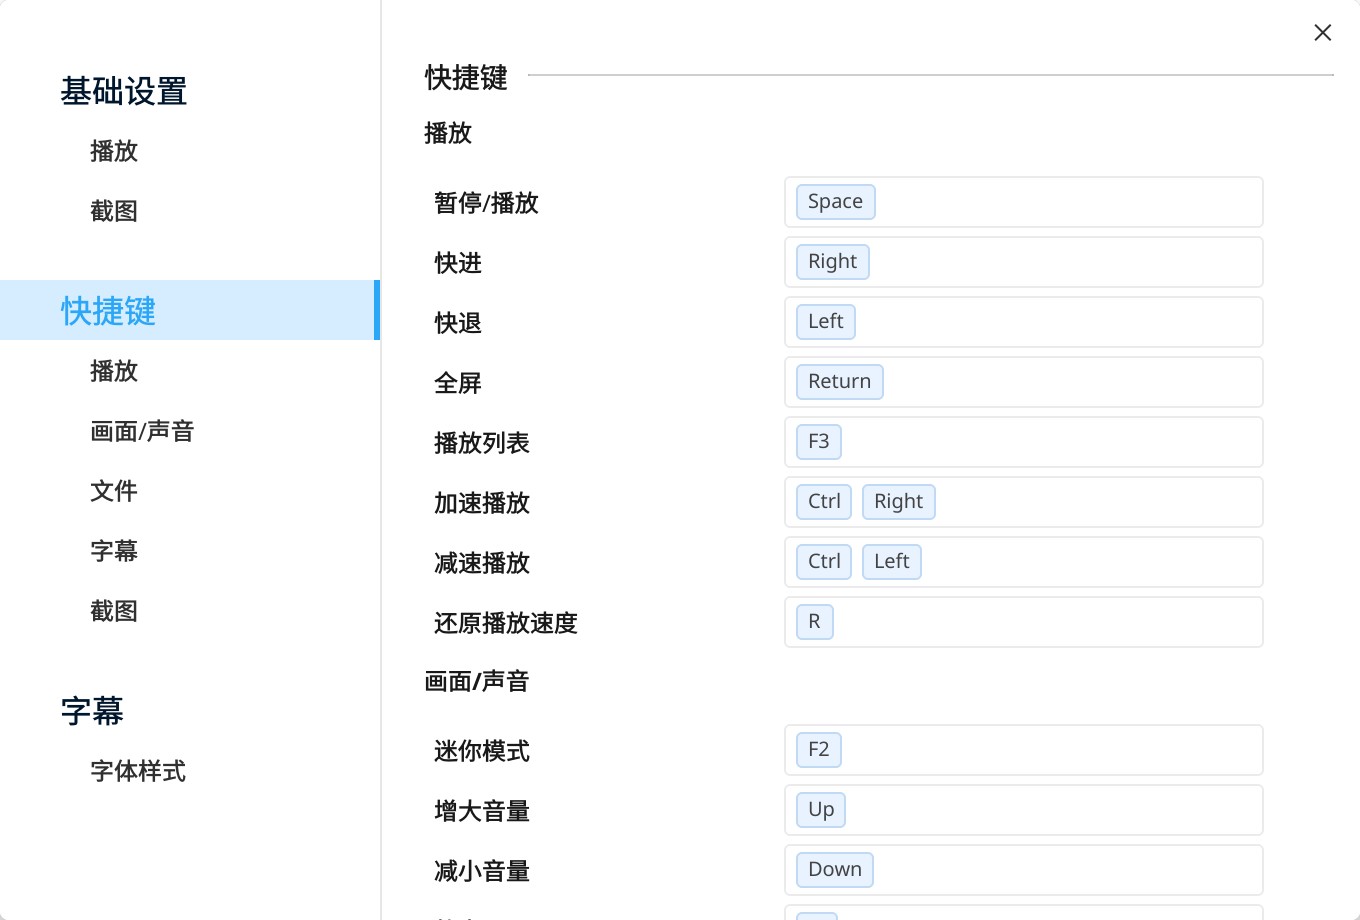 基础设置
播放
截图
快捷键
播放
画面/声音
文件
字幕
截图
字幕
字体样式
快捷键
播放
暂停/播放 Space
快进 Right
快退 Left
全屏 Return
播放列表 F3
加速播放 Ctrl Right
减速播放 Ctrl Left
还原播放速度 R
画面/声音
迷你模式 F2
增大音量 Up
减小音量 Down